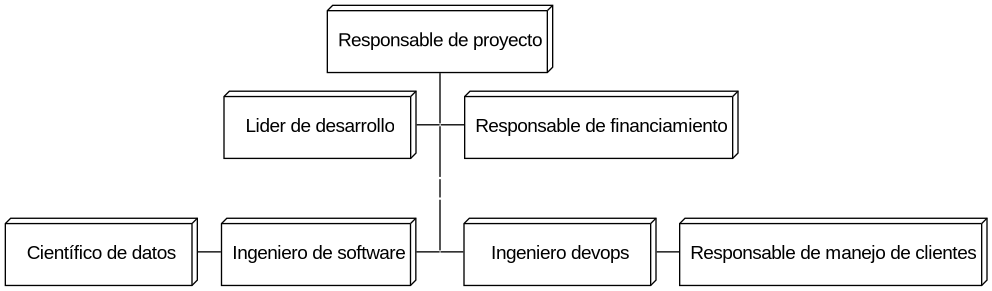 Responsable de proyecto
Lider de desarrollo
Responsable de financiamiento
Científico de datos
Ingeniero de software
Ingeniero devops
Responsable de manejo de clientes